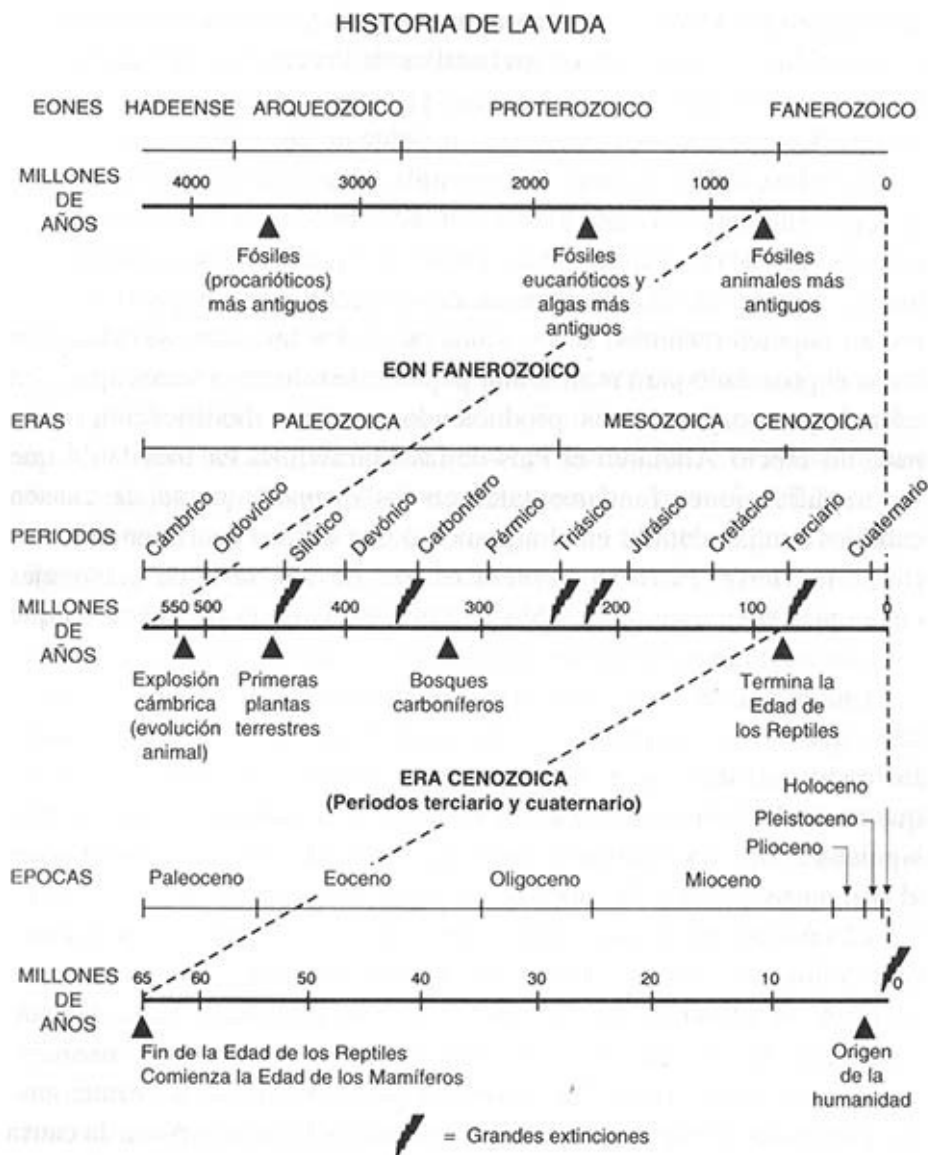 HISTORIA DE LA VIDA
EONES HADEENSE ARQUEOZOICO PROTEROZOICO FANEROZOICO
MILLONES DE AÑOS 4000 3000 2000 1000 0
Fósiles (procarióticos) más antiguos
Fósiles eucarióticos y algas más antiguos
Fósiles animales más antiguos
EON FANEROZOICO
ERAS PALEOZOICA MESOZOICA CENOZOICA
PERIODOS Cámbrico Ordovícico Silúrico Devónico Carbonífero Pérmico Triásico Jurásico Cratácico Terciario Cuaternario
MILLONES DE AÑOS 550 500 400 300 200 100 0
Explosión cámbrica (evolución animal)
Primeras plantas terrestres
Bosques carboníferos
Termina la Edad de los Reptiles
ERA CENOZOICA
(Periodos terciario y cuaternario)
Holoceno
Pleistoceno
Plioceno
EPOCAS Paleoceno Eoceno Oligoceno Mioceno
MILLONES DE AÑOS 65 60 50 40 30 20 10 0
Fin de la Edad de los Reptiles
Comienza la Edad de los Mamíferos
Origen de la humanidad
= Grandes extinciones